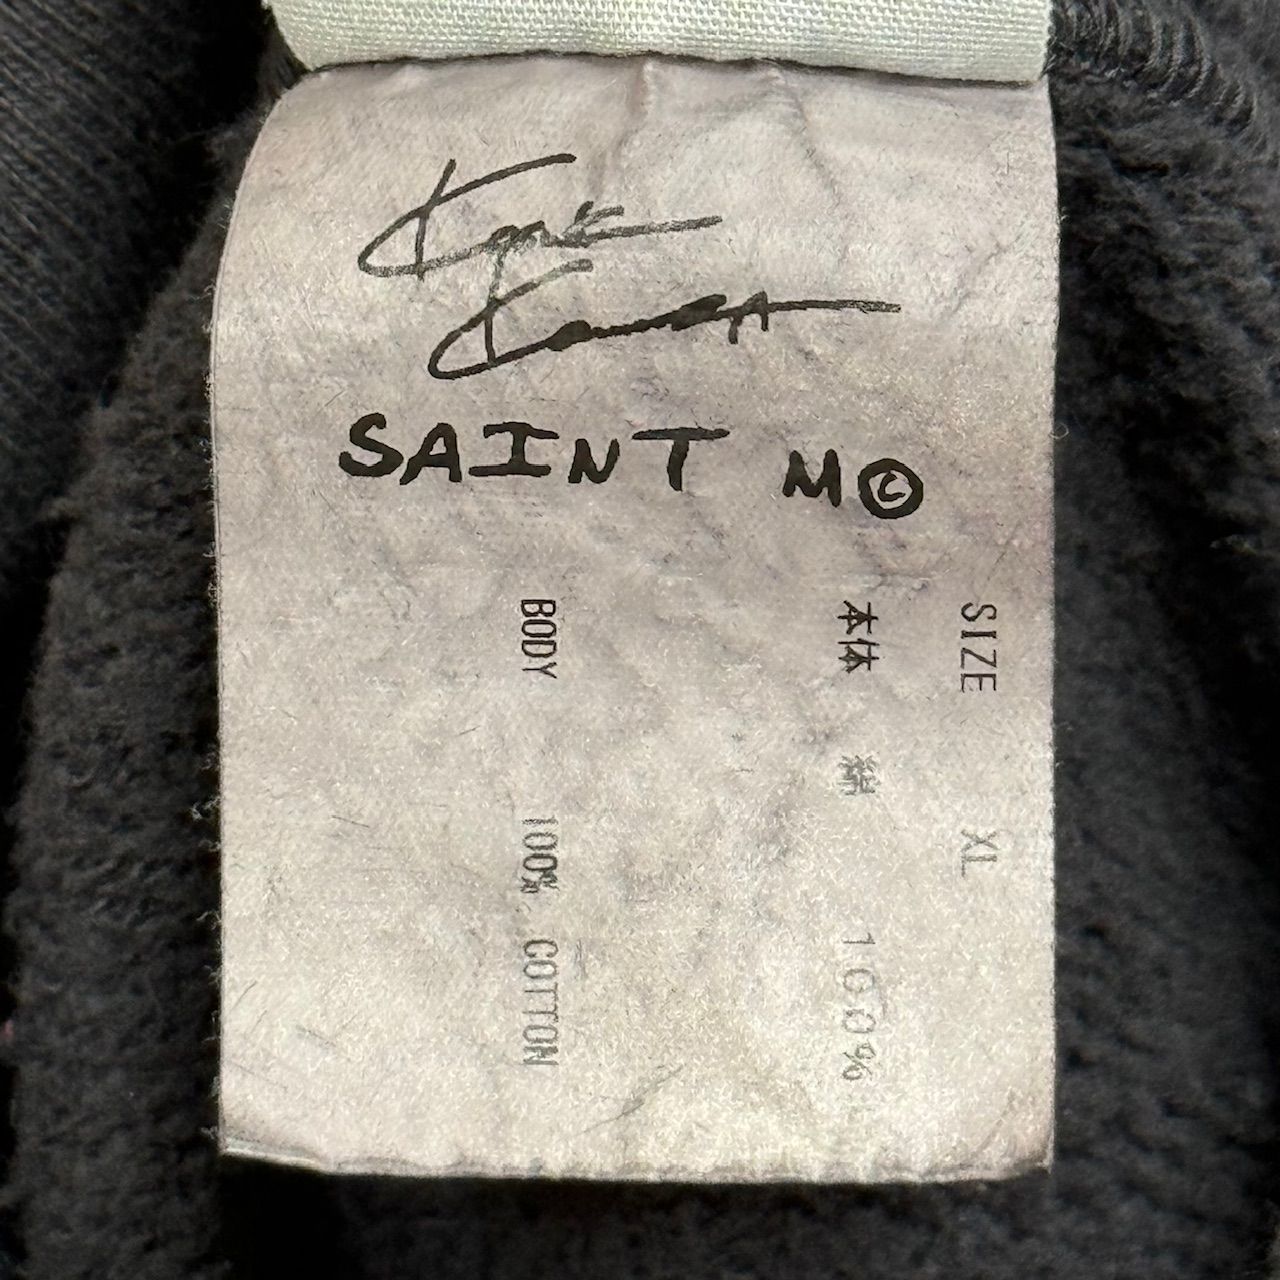 SAINT M©
SIZE XL
本体 綿 100%
BODY 100% COTTON